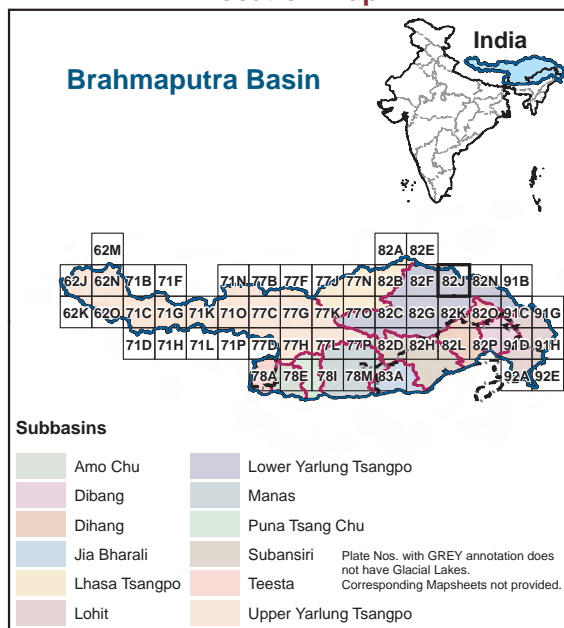 India
Brahmaputra Basin
62M 82A 82E
62J 62N 71B 71F 71N 77B 77F 77J 77N 82B 82F 82J 82N 91B
62K 62O 71C 71G 71K 71O 77C 77G 77K 77O 82C 82G 82K 82O 91C 91G
71D 71H 71L 71P 77D 77H 77L 77P 82D 82H 82L 82P 91D 91H
78A 78E 78I 78M 83A 92A 92E
Subbasins
Amo Chu
Dibang
Dihang
Jia Bharali
Lhasa Tsangpo
Lohit
Lower Yarlung Tsangpo
Manas
Puna Tsang Chu
Subansiri
Teesta
Upper Yarlung Tsangpo
Plate Nos. with GREY annotation does
not have Glacial Lakes.
Corresponding Mapsheets not provided.